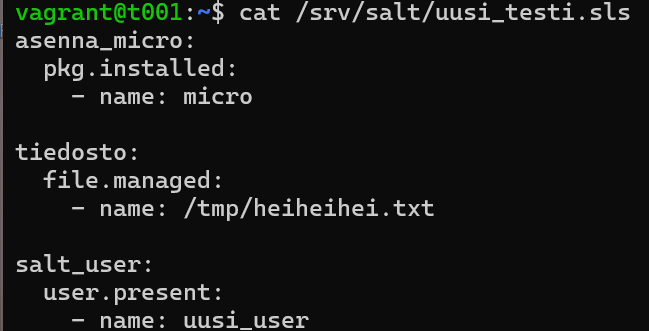 vagrant@t001:~$ cat /srv/salt/uusi_testi.sls
asenna_micro:
  pkg.installed:
    - name: micro

tiedosto:
  file.managed:
    - name: /tmp/heiheihei.txt

salt_user:
  user.present:
    - name: uusi_user